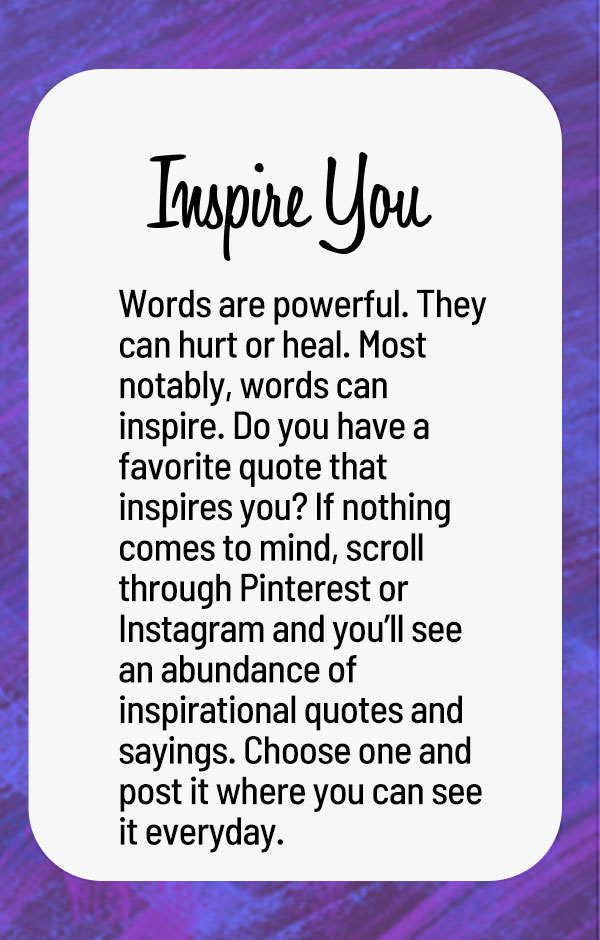 Inspire You
Words are powerful. They
can hurt or heal. Most
notably, words can
inspire. Do you have a
favorite quote that
inspires you? If nothing
comes to mind, scroll
through Pinterest or
Instagram and you’ll see
an abundance of
inspirational quotes and
sayings. Choose one and
post it where you can see
it everyday.